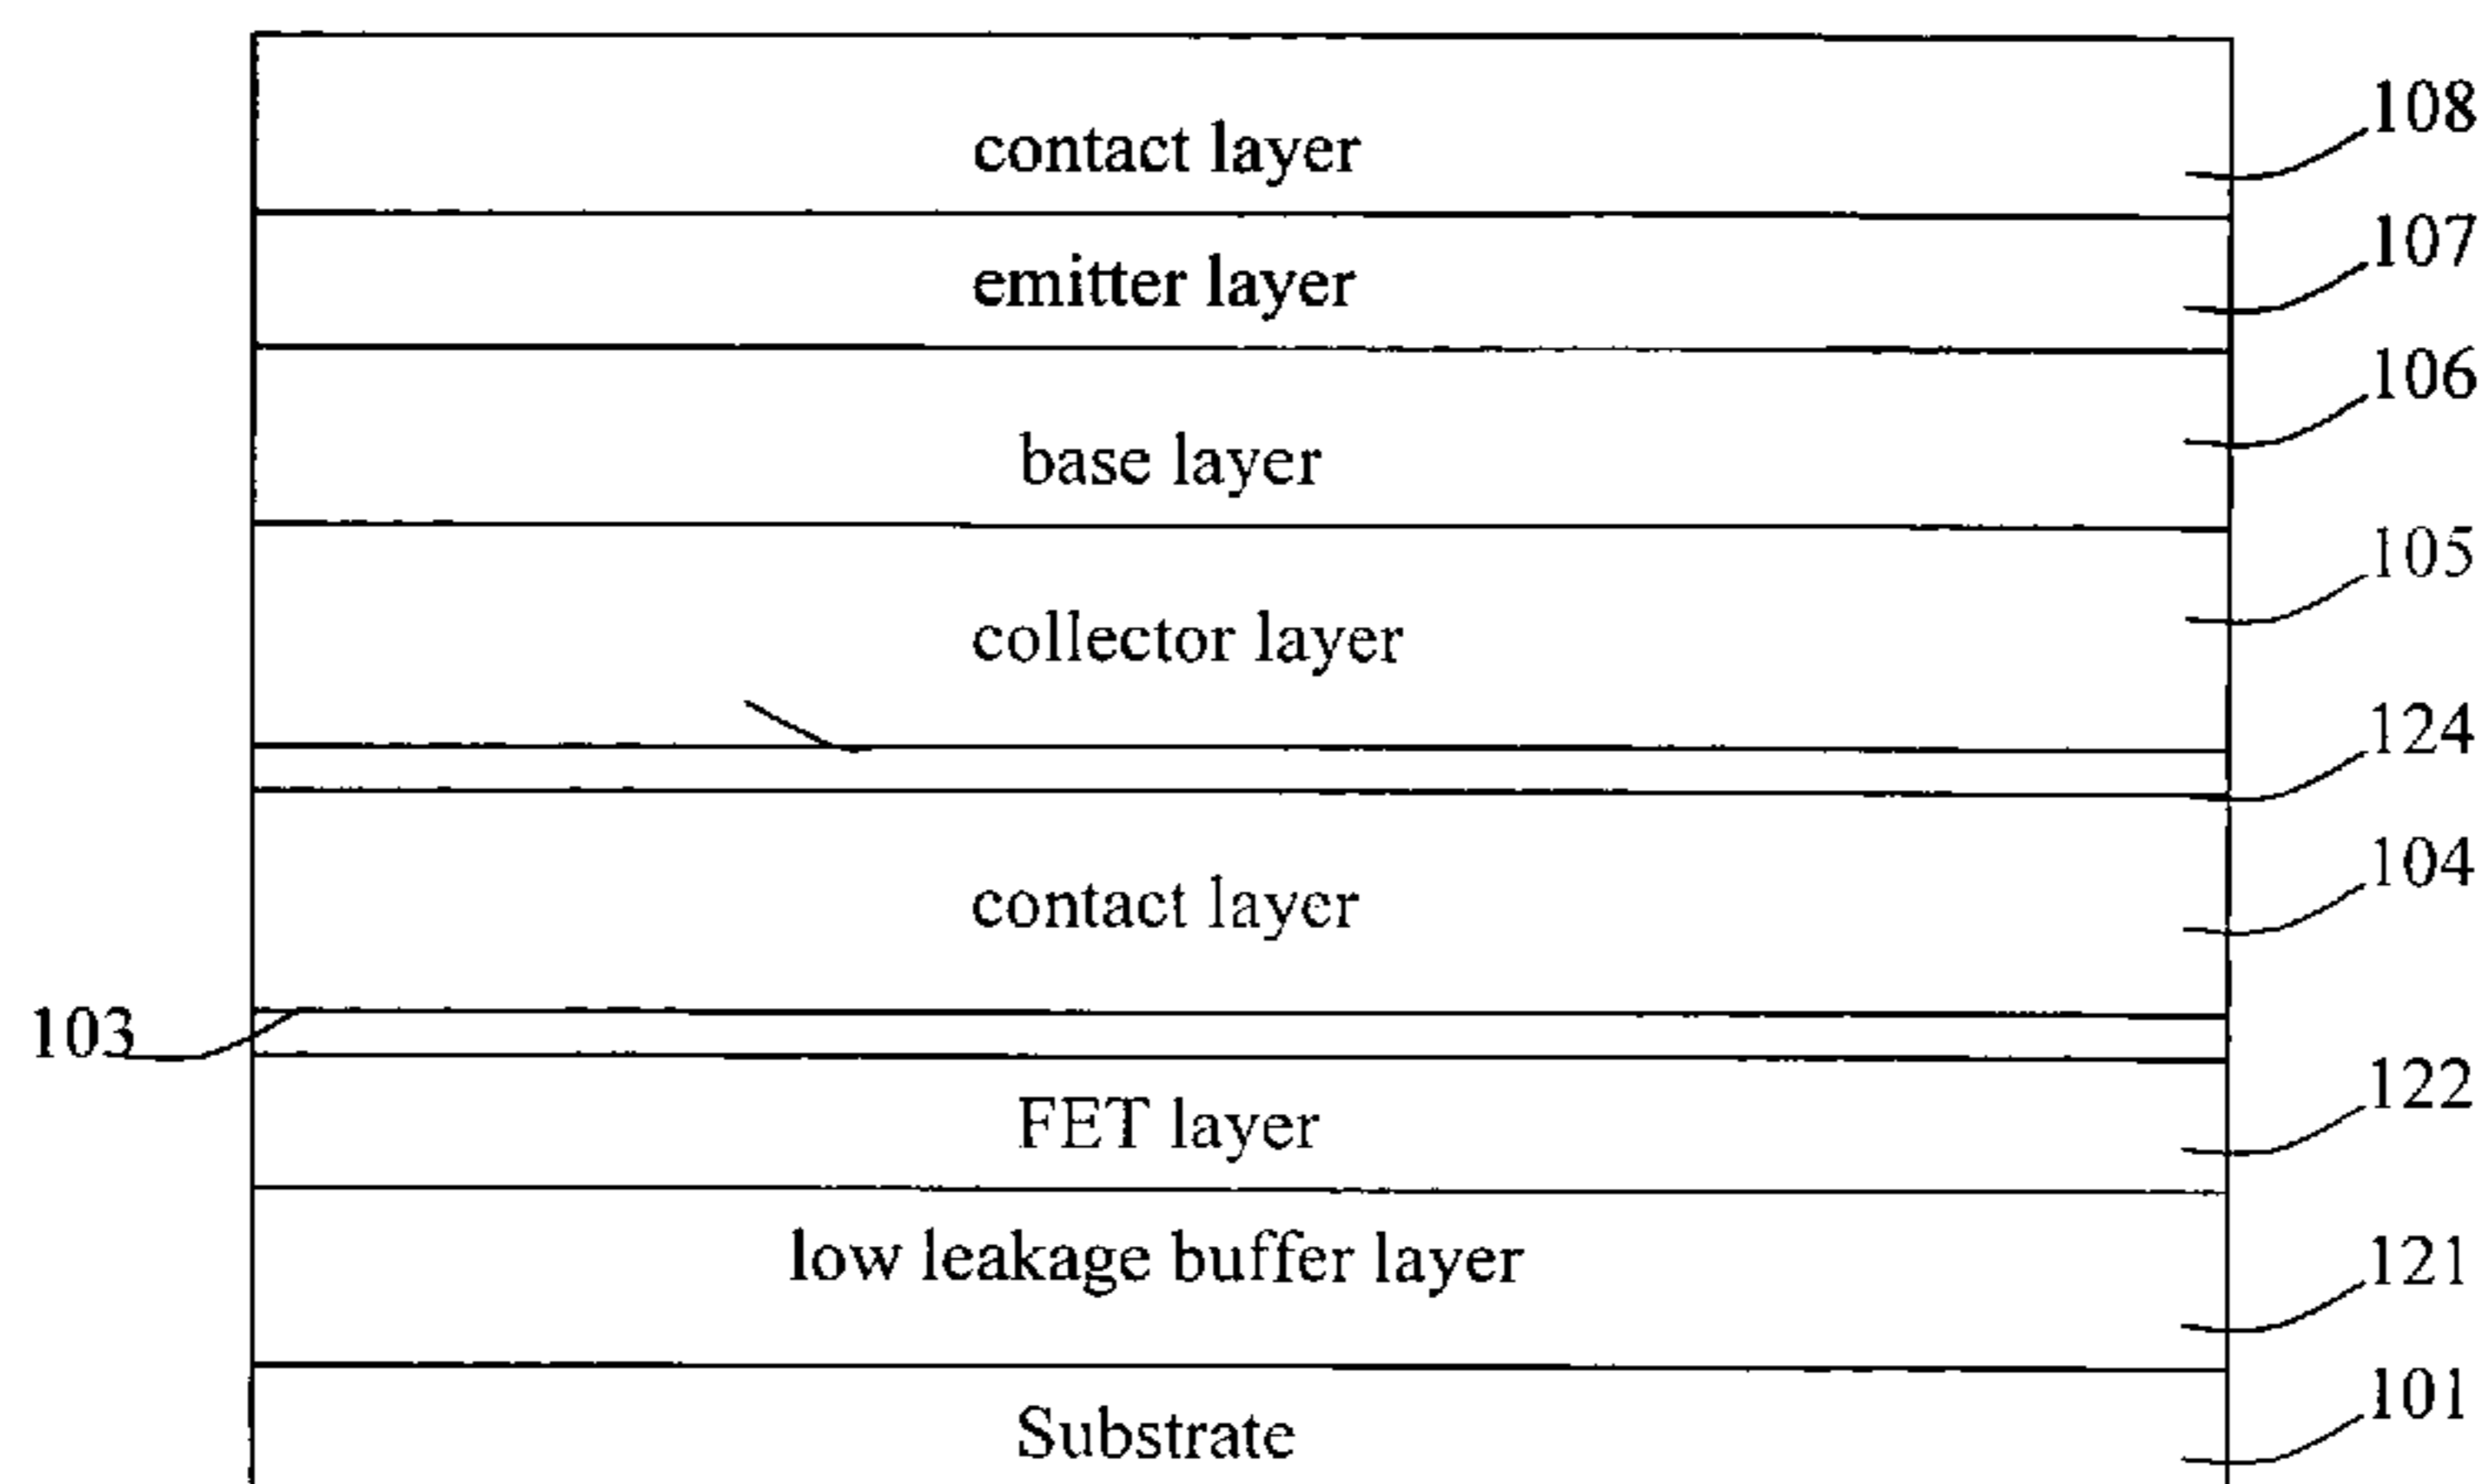 108
contact layer
107
emitter layer
106
base layer
105
collector layer
124
104
contact layer
103
122
FET layer
121
low leakage buffer layer
101
Substrate